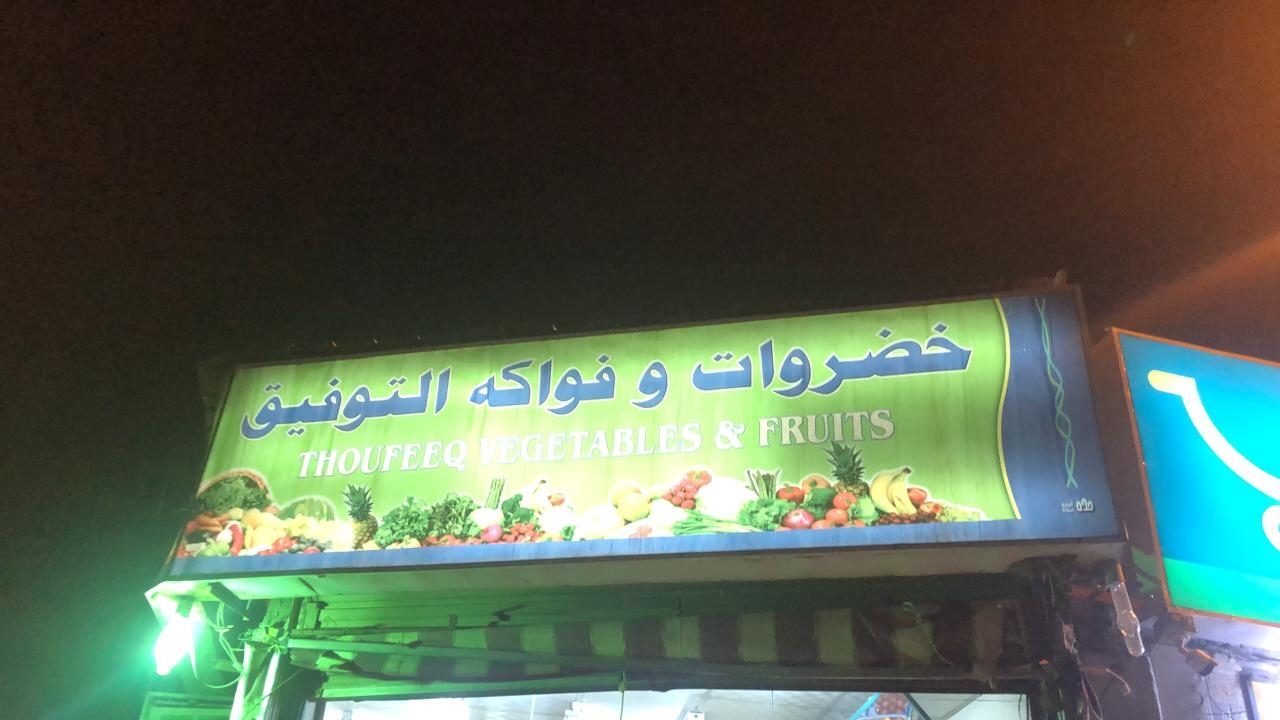 خضروات و فواكه التوفيق
THOUFEEQ VEGETABLES & FRUITS